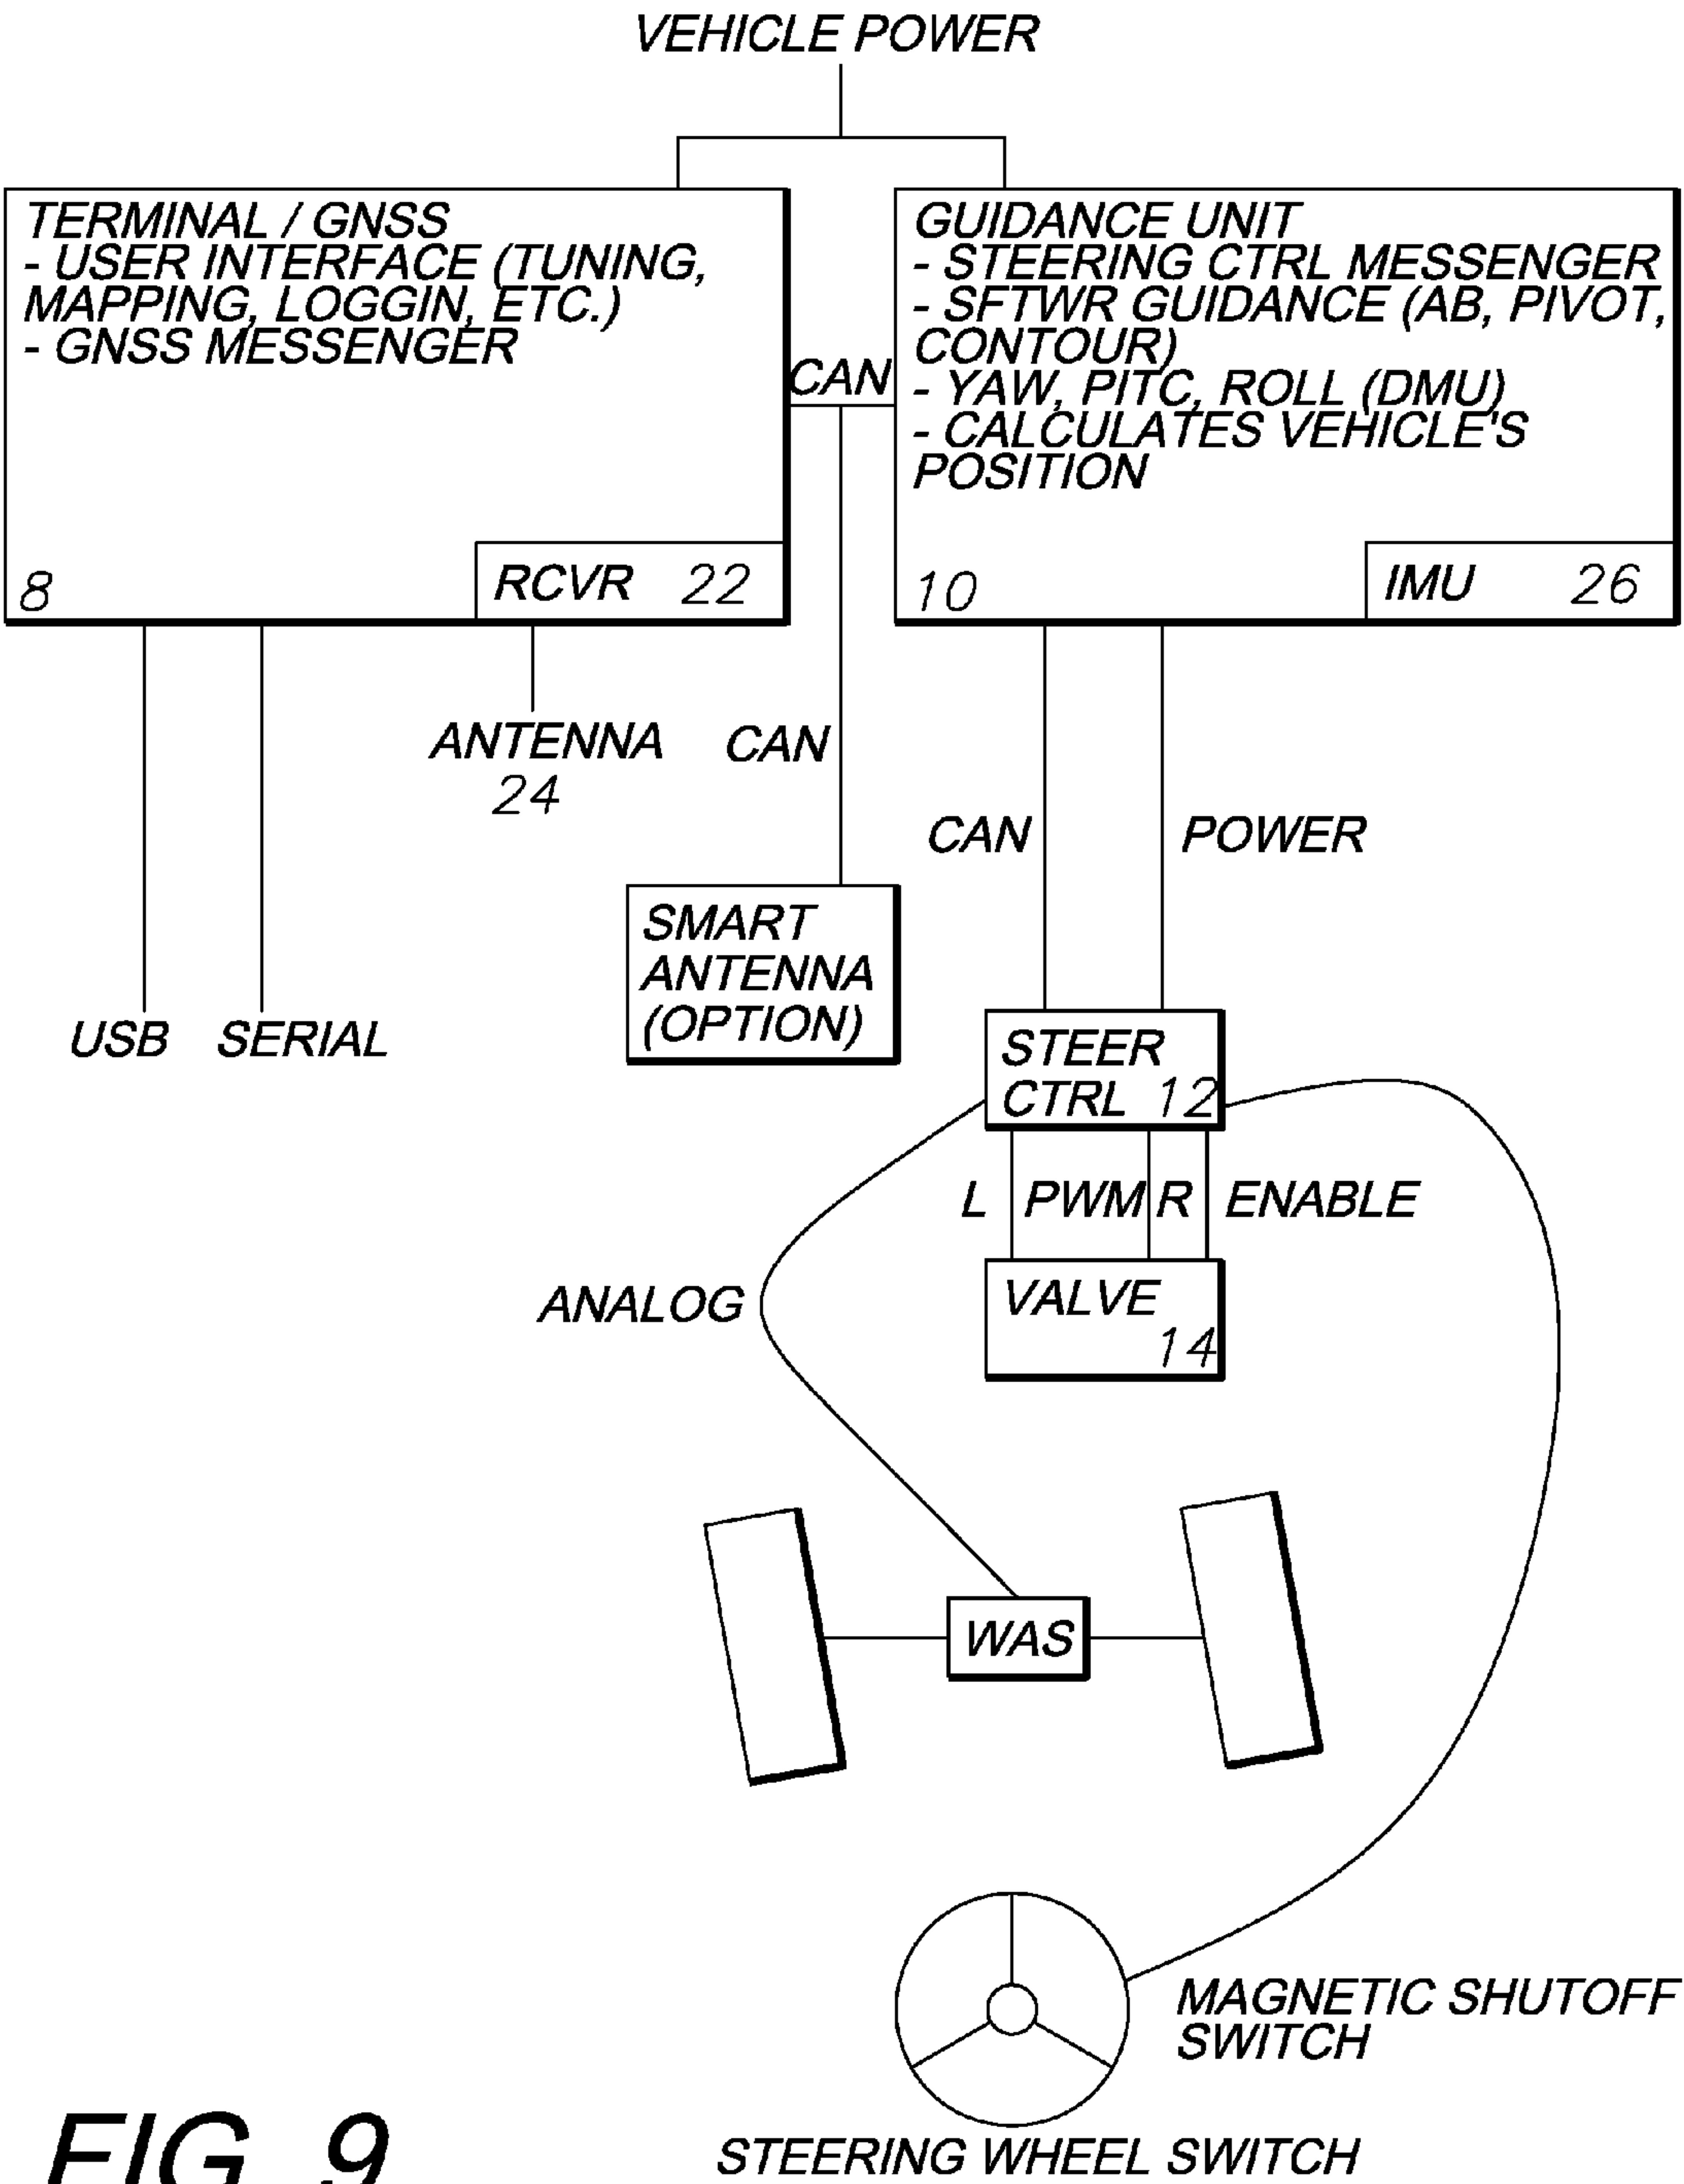 VEHICLE POWER
TERMINAL / GNSS
- USER INTERFACE (TUNING,
MAPPING, LOGGIN, ETC.)
- GNSS MESSENGER
8
RCVR 22
CAN
GUIDANCE UNIT
- STEERING CTRL MESSENGER
- SFTWR GUIDANCE (AB, PIVOT,
CONTOUR)
- YAW, PITC, ROLL (DMU)
- CALCULATES VEHICLE'S
POSITION
10
IMU 26
ANTENNA
24
CAN
CAN
POWER
USB
SERIAL
SMART
ANTENNA
(OPTION)
STEER
CTRL 12
L
PWM
R
ENABLE
VALVE
14
ANALOG
WAS
MAGNETIC SHUTOFF
SWITCH
STEERING WHEEL SWITCH
FIG. 9